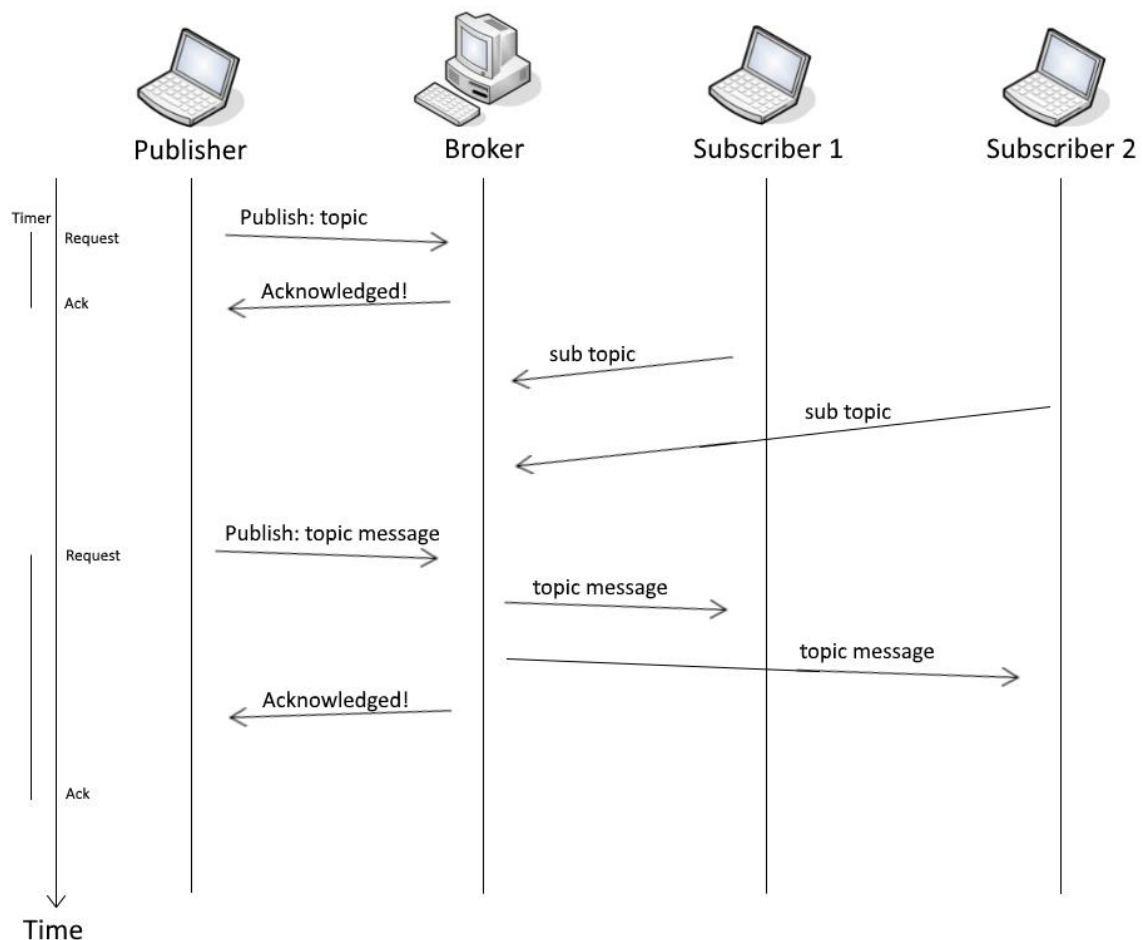 Publisher
Broker
Subscriber 1
Subscriber 2
Timer
Publish: topic
Request
Acknowledged!
Ack
sub topic
sub topic
Publish: topic message
Request
topic message
topic message
Acknowledged!
Ack
Time